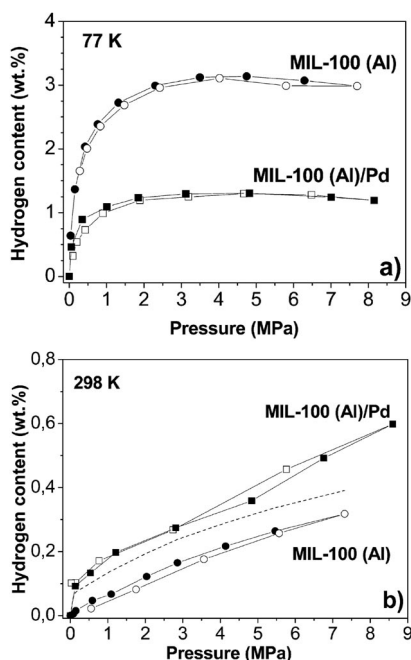 77 K
MIL-100 (Al)
MIL-100 (Al)/Pd
a)
Hydrogen content (wt.%)
4
3
2
1
0
0 1 2 3 4 5 6 7 8 9
Pressure (MPa)
298 K
MIL-100 (Al)/Pd
MIL-100 (Al)
b)
Hydrogen content (wt.%)
0,8
0,6
0,4
0,2
0,0
0 1 2 3 4 5 6 7 8 9
Pressure (MPa)